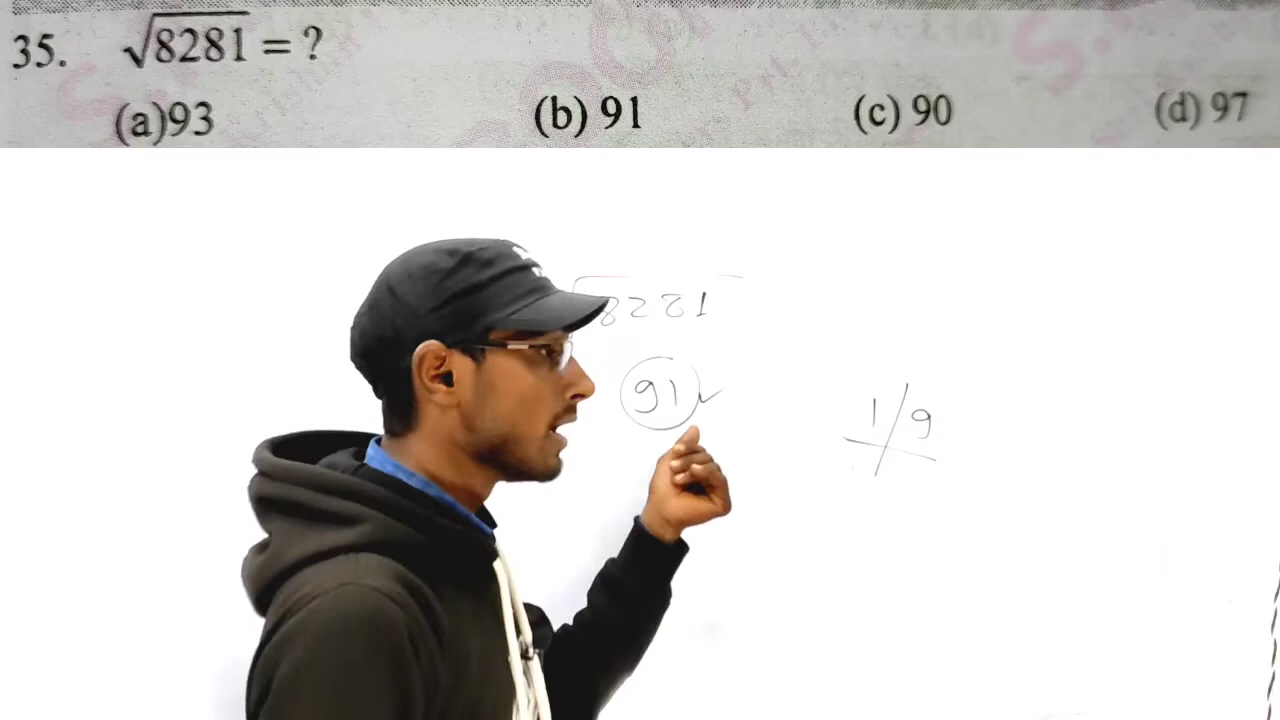 35. √8281 = ?
(a)93 (b) 91 (c) 90 (d) 97
√8281
91✓
1/9